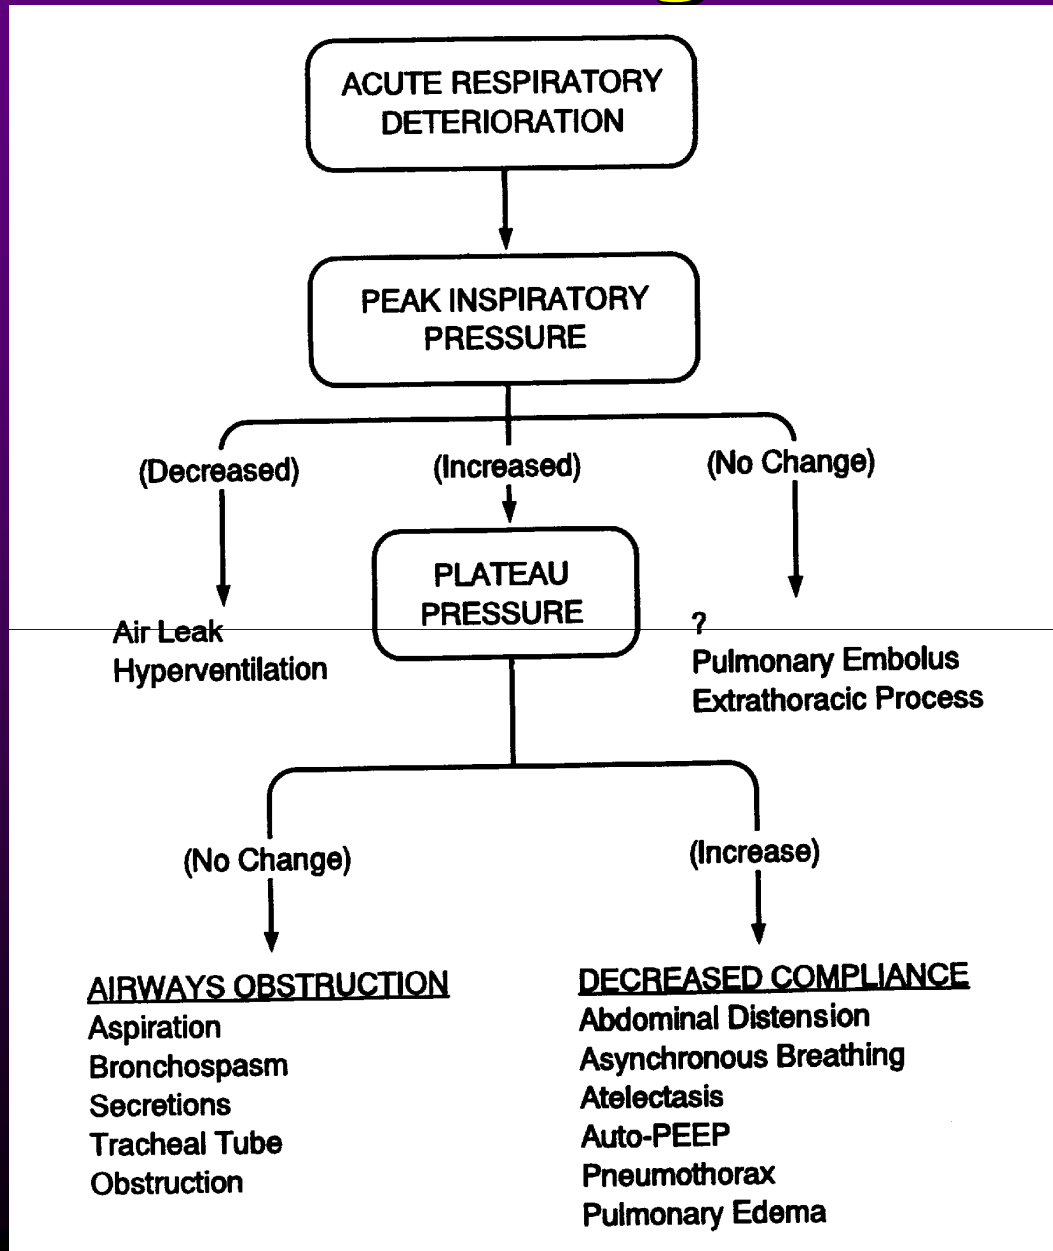 ACUTE RESPIRATORY
DETERIORATION
PEAK INSPIRATORY
PRESSURE
(Decreased)
(Increased)
(No Change)
PLATEAU
PRESSURE
Air Leak
Hyperventilation
?
Pulmonary Embolus
Extrathoracic Process
(No Change)
(Increase)
AIRWAYS OBSTRUCTION
Aspiration
Bronchospasm
Secretions
Tracheal Tube
Obstruction
DECREASED COMPLIANCE
Abdominal Distension
Asynchronous Breathing
Atelectasis
Auto-PEEP
Pneumothorax
Pulmonary Edema